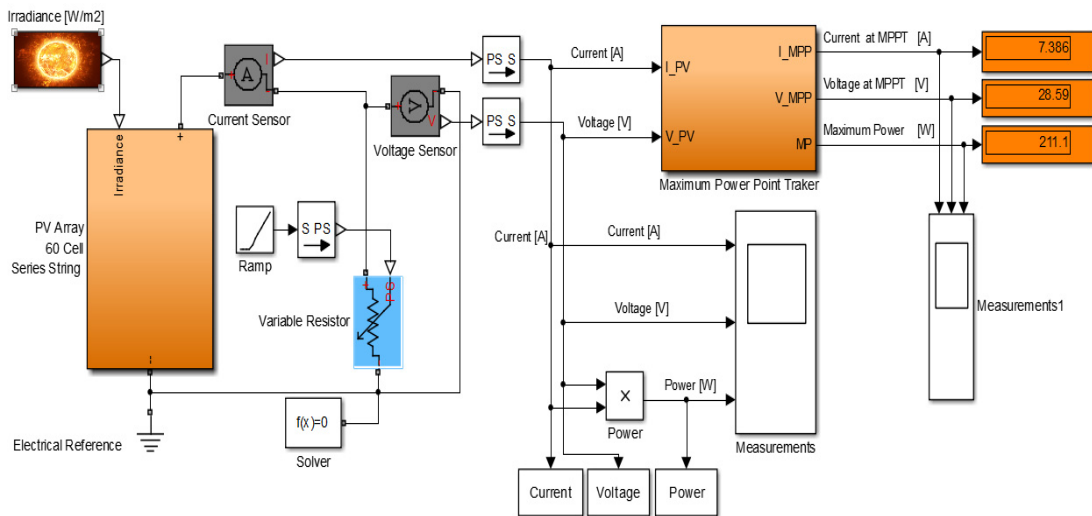 Irradiance [W/m2]
Irradiance
+
-
PV Array
60 Cell
Series String
Electrical Reference
A
+
I
Current Sensor
V
+
V
Voltage Sensor
PS S
PS S
Ramp
S PS
Variable Resistor
+
PS
f(x)=0
Solver
Current [A]
Voltage [V]
I_PV
V_PV
I_MPP
V_MPP
MP
Maximum Power Point Traker
Current at MPPT [A]
Voltage at MPPT [V]
Maximum Power [W]
7.386
28.59
211.1
Current [A]
Current [A]
Voltage [V]
Power [W]
×
Power
Measurements
Measurements1
Current
Voltage
Power